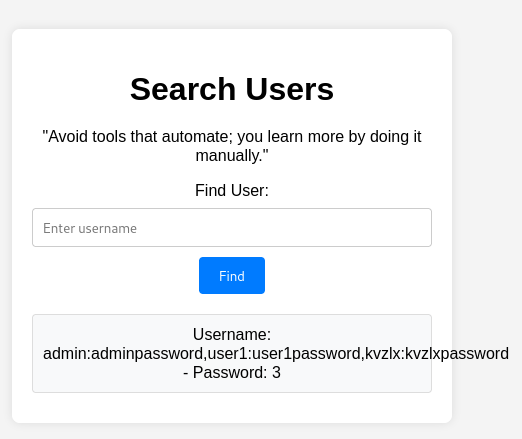 Search Users
"Avoid tools that automate; you learn more by doing it
manually."
Find User:
Enter username
Find
Username:
admin:adminpassword,user1:user1password,kvzlx:kvzlxpassword
- Password: 3